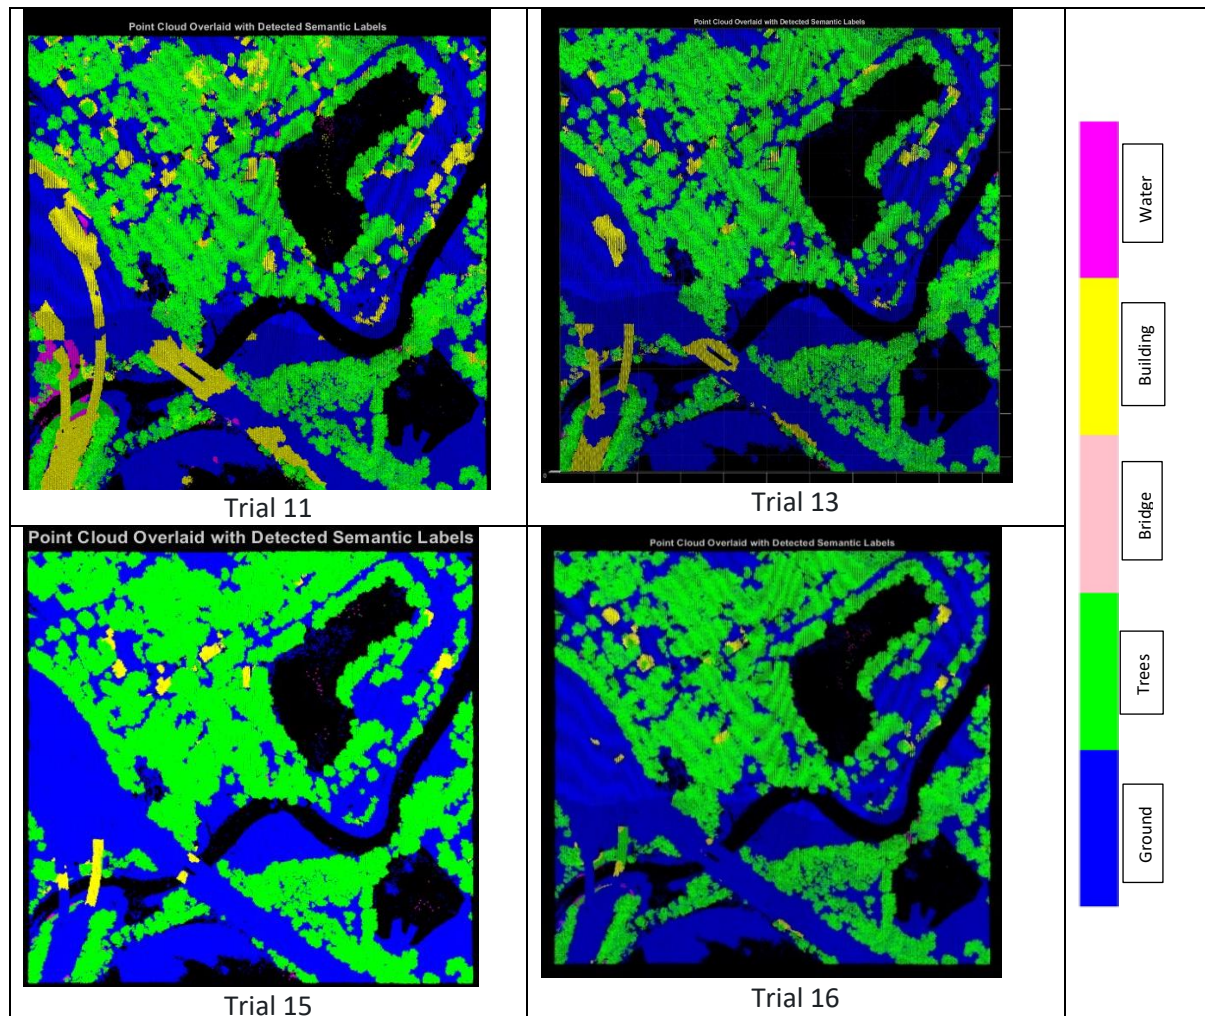 Point Cloud Overlaid with Detected Semantic Labels
Trial 11
Point Cloud Overlaid with Detected Semantic Labels
Trial 13
Point Cloud Overlaid with Detected Semantic Labels
Trial 15
Point Cloud Overlaid with Detected Semantic Labels
Trial 16
Water
Building
Bridge
Trees
Ground